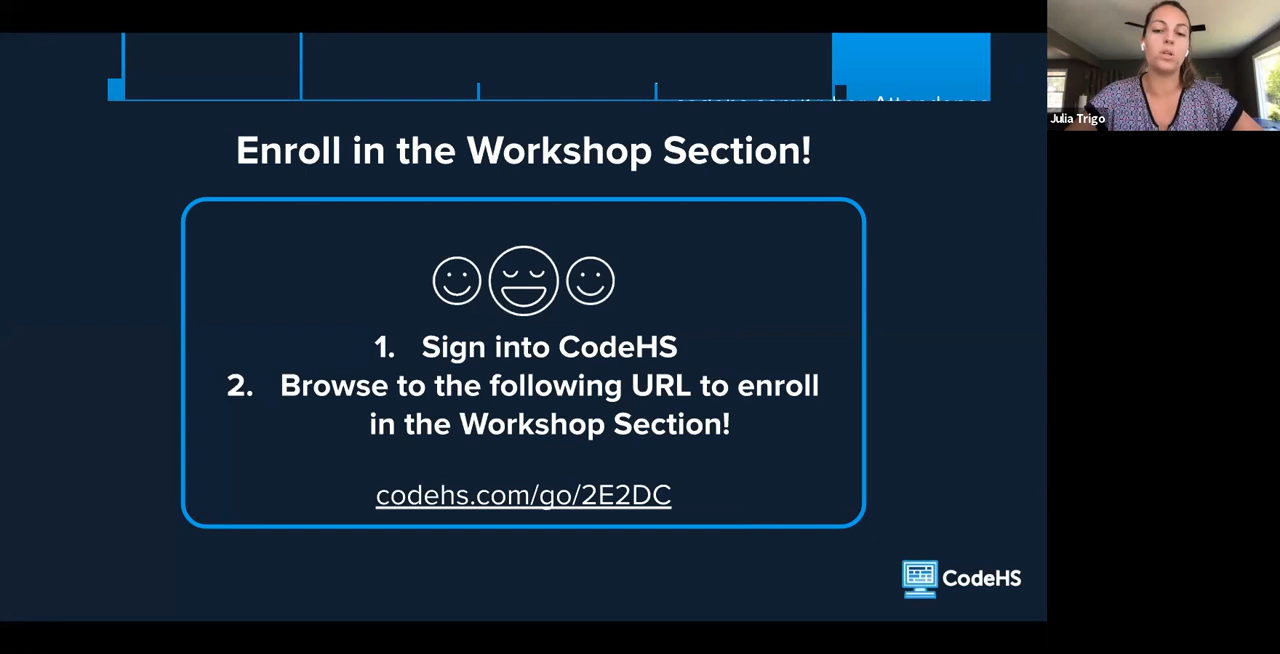 Enroll in the Workshop Section!
1. Sign into CodeHS
2. Browse to the following URL to enroll
in the Workshop Section!
codehs.com/go/2E2DC
CodeHS
Julia Trigo